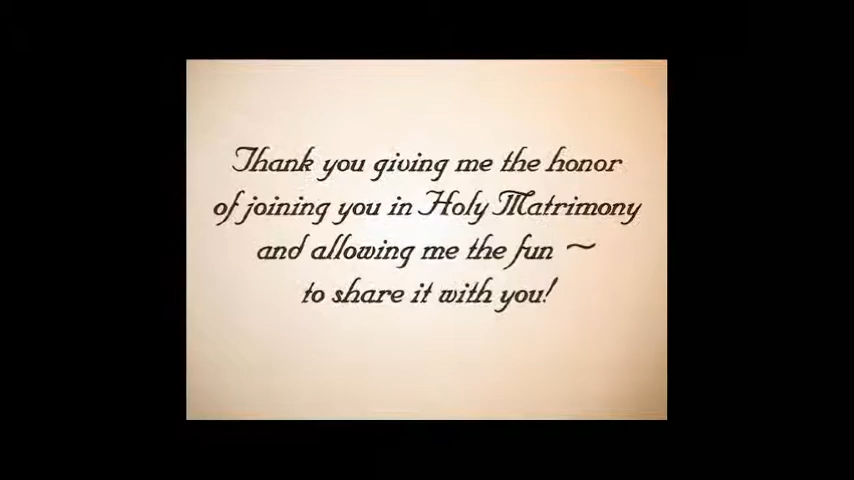 Thank you giving me the honor
of joining you in Holy Matrimony
and allowing me the fun ~
to share it with you!